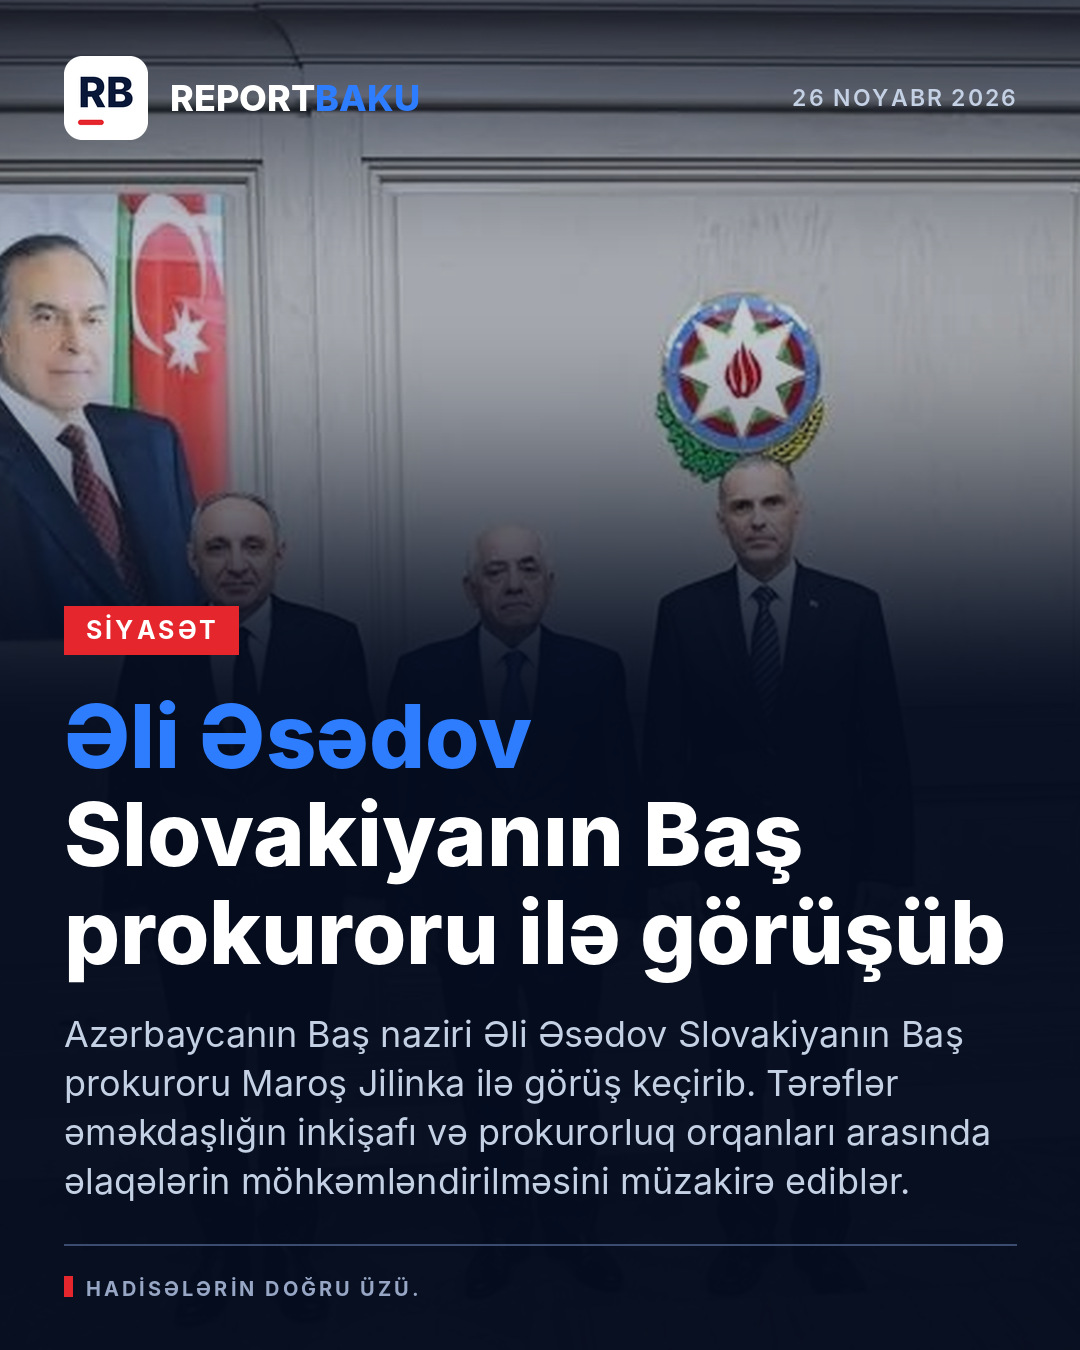 RB
REPORTBAKU
26 NOYABR 2026
SİYASƏT
Əli Əsədov
Slovakiyanın Baş
prokuroru ilə görüşüb
Azərbaycanın Baş naziri Əli Əsədov Slovakiyanın Baş
prokuroru Maroş Jilinka ilə görüş keçirib. Tərəflər
əməkdaşlığın inkişafı və prokurorluq orqanları arasında
əlaqələrin möhkəmləndirilməsini müzakirə ediblər.
HADİSƏLƏRİN DOĞRU ÜZÜ.